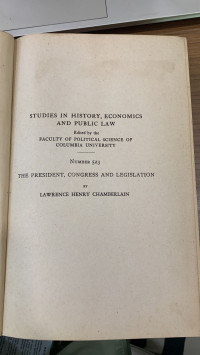 STUDIES IN HISTORY, ECONOMICS
AND PUBLIC LAW
Edited by the
FACULTY OF POLITICAL SCIENCE OF
COLUMBIA UNIVERSITY
NUMBER 523
THE PRESIDENT, CONGRESS AND LEGISLATION
BY
LAWRENCE HENRY CHAMBERLAIN